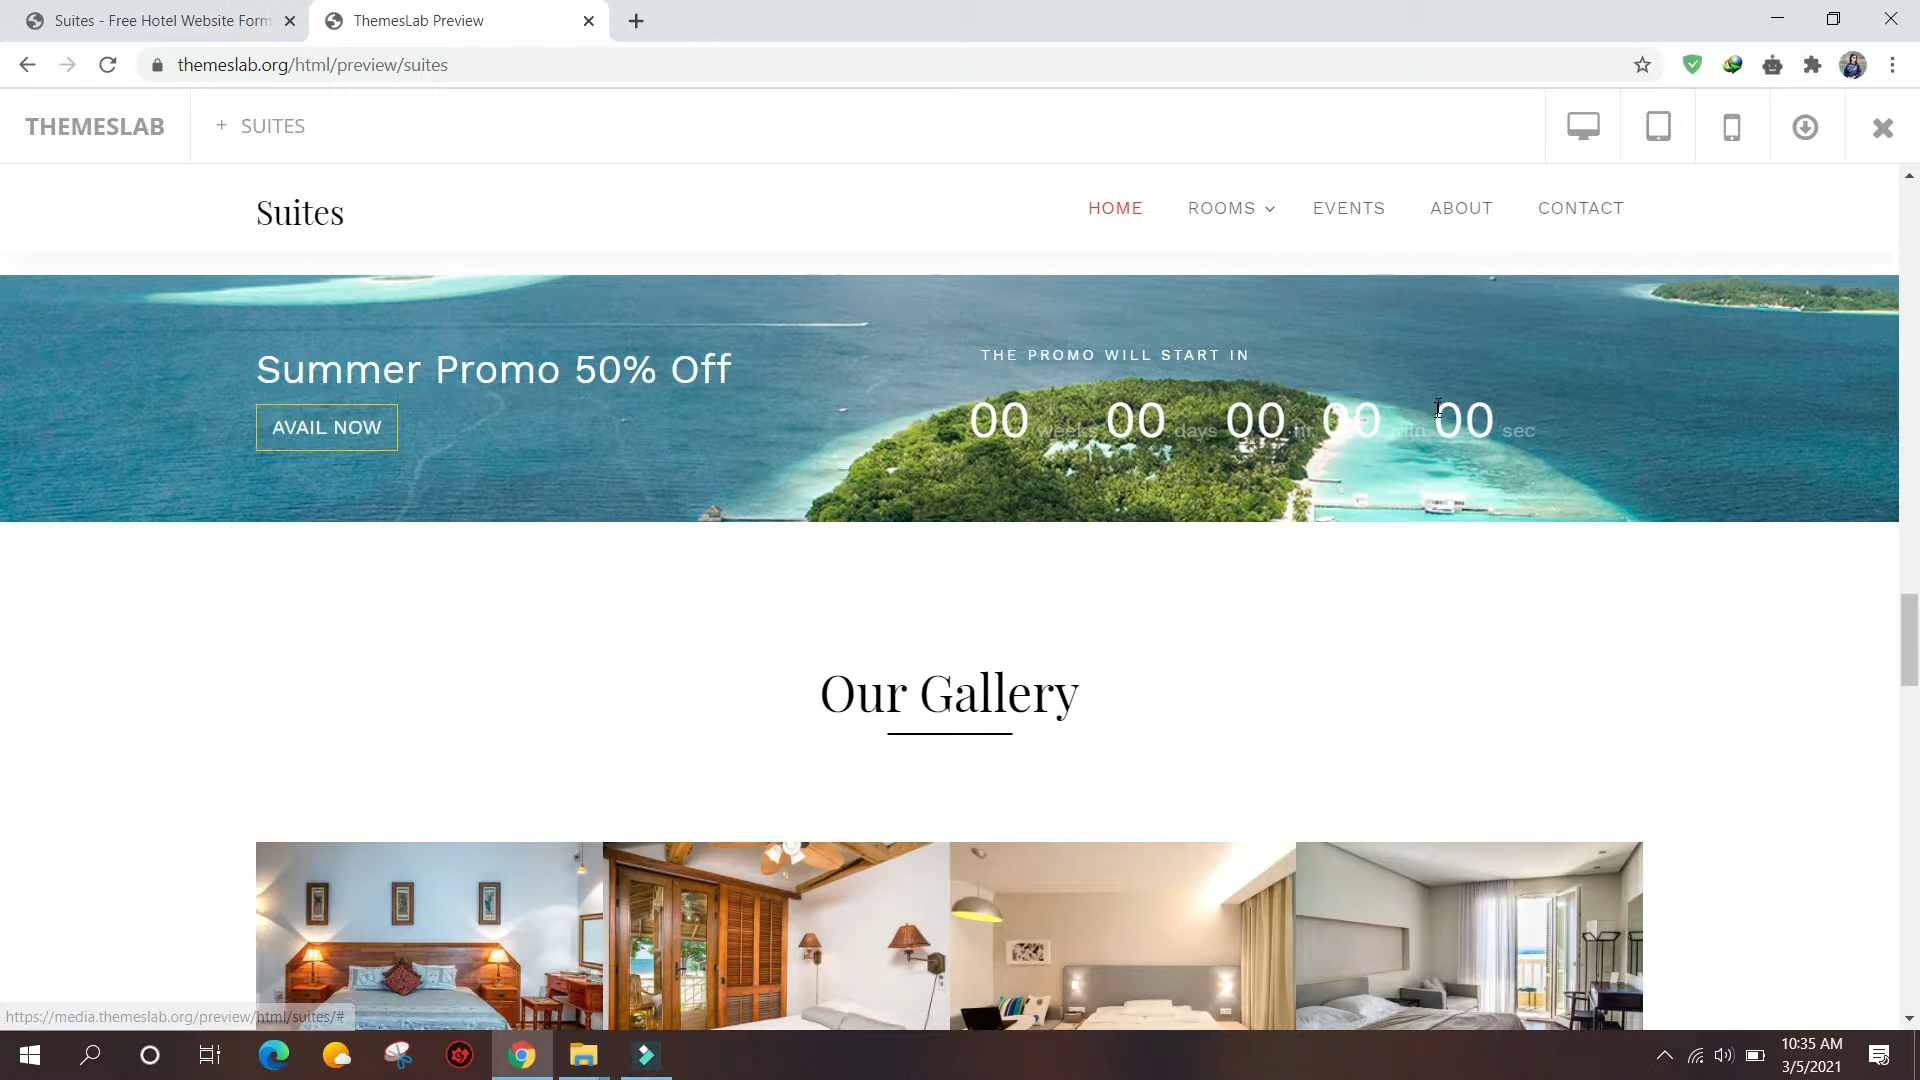 Suites - Free Hotel Website Form
ThemesLab Preview
themeslab.org/html/preview/suites
THEMESLAB
+ SUITES
Suites
HOME
ROOMS
EVENTS
ABOUT
CONTACT
Summer Promo 50% Off
AVAIL NOW
THE PROMO WILL START IN
00 weeks 00 days 00 hr 00 min 00 sec
Our Gallery
https://media.themeslab.org/preview/html/suites/#
10:35 AM
3/5/2021